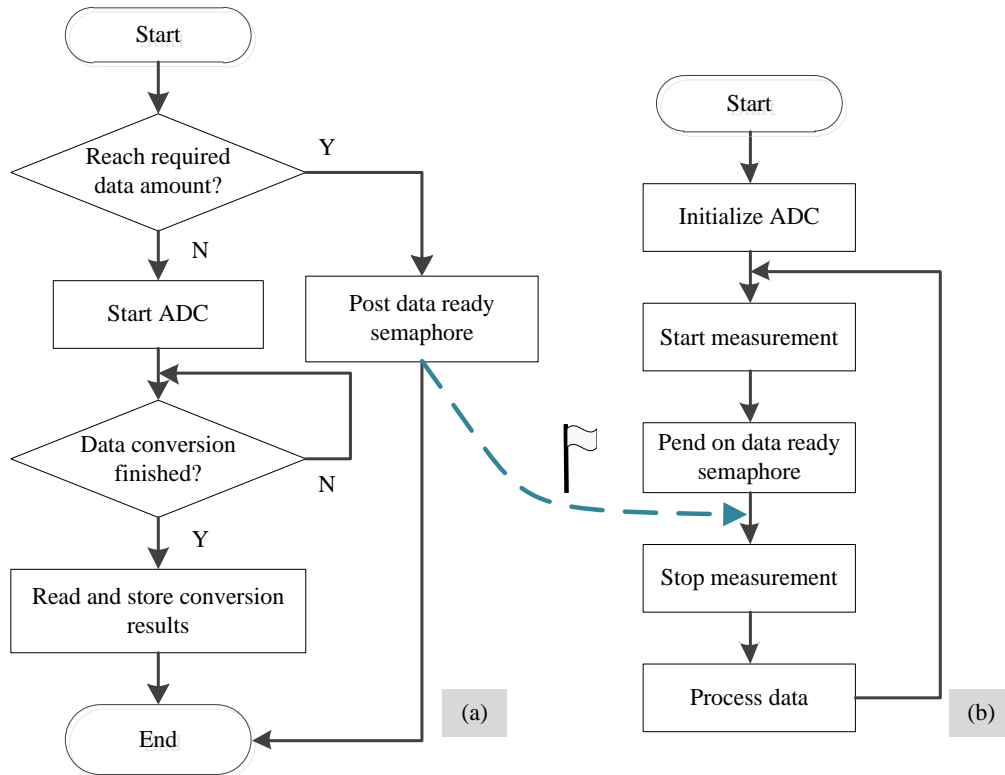 Start
Reach required
data amount?
Y
N
Start ADC
Post data ready
semaphore
Data conversion
finished?
N
Y
Read and store conversion
results
End
(a)
Start
Initialize ADC
Start measurement
Pend on data ready
semaphore
Stop measurement
Process data
(b)